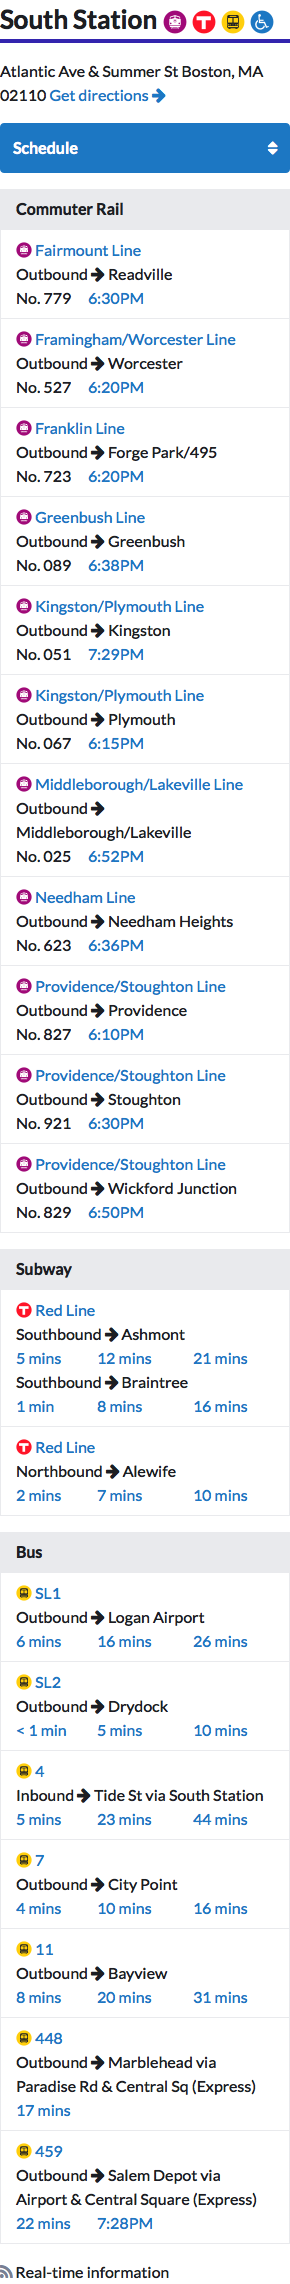 South Station
Atlantic Ave & Summer St Boston, MA
02110 Get directions
Schedule
Commuter Rail
Fairmount Line
Outbound → Readville
No. 779 6:30PM
Framingham/Worcester Line
Outbound → Worcester
No. 527 6:20PM
Franklin Line
Outbound → Forge Park/495
No. 723 6:20PM
Greenbush Line
Outbound → Greenbush
No. 089 6:38PM
Kingston/Plymouth Line
Outbound → Kingston
No. 051 7:29PM
Kingston/Plymouth Line
Outbound → Plymouth
No. 067 6:15PM
Middleborough/Lakeville Line
Outbound →
Middleborough/Lakeville
No. 025 6:52PM
Needham Line
Outbound → Needham Heights
No. 623 6:36PM
Providence/Stoughton Line
Outbound → Providence
No. 827 6:10PM
Providence/Stoughton Line
Outbound → Stoughton
No. 921 6:30PM
Providence/Stoughton Line
Outbound → Wickford Junction
No. 829 6:50PM
Subway
Red Line
Southbound → Ashmont
5 mins 12 mins 21 mins
Southbound → Braintree
1 min 8 mins 16 mins
Red Line
Northbound → Alewife
2 mins 7 mins 10 mins
Bus
SL1
Outbound → Logan Airport
6 mins 16 mins 26 mins
SL2
Outbound → Drydock
< 1 min 5 mins 10 mins
4
Inbound → Tide St via South Station
5 mins 23 mins 44 mins
7
Outbound → City Point
4 mins 10 mins 16 mins
11
Outbound → Bayview
8 mins 20 mins 31 mins
448
Outbound → Marblehead via
Paradise Rd & Central Sq (Express)
17 mins
459
Outbound → Salem Depot via
Airport & Central Square (Express)
22 mins 7:28PM
Real-time information